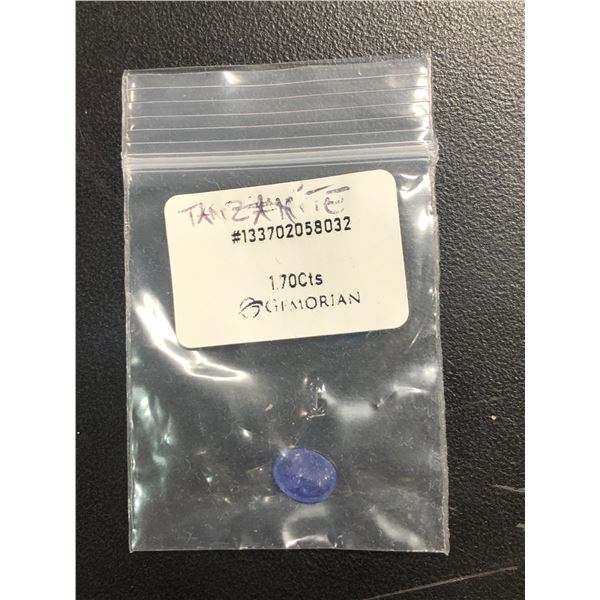 TANZANITE
#133702058032
1.70Cts
GEMORIAN